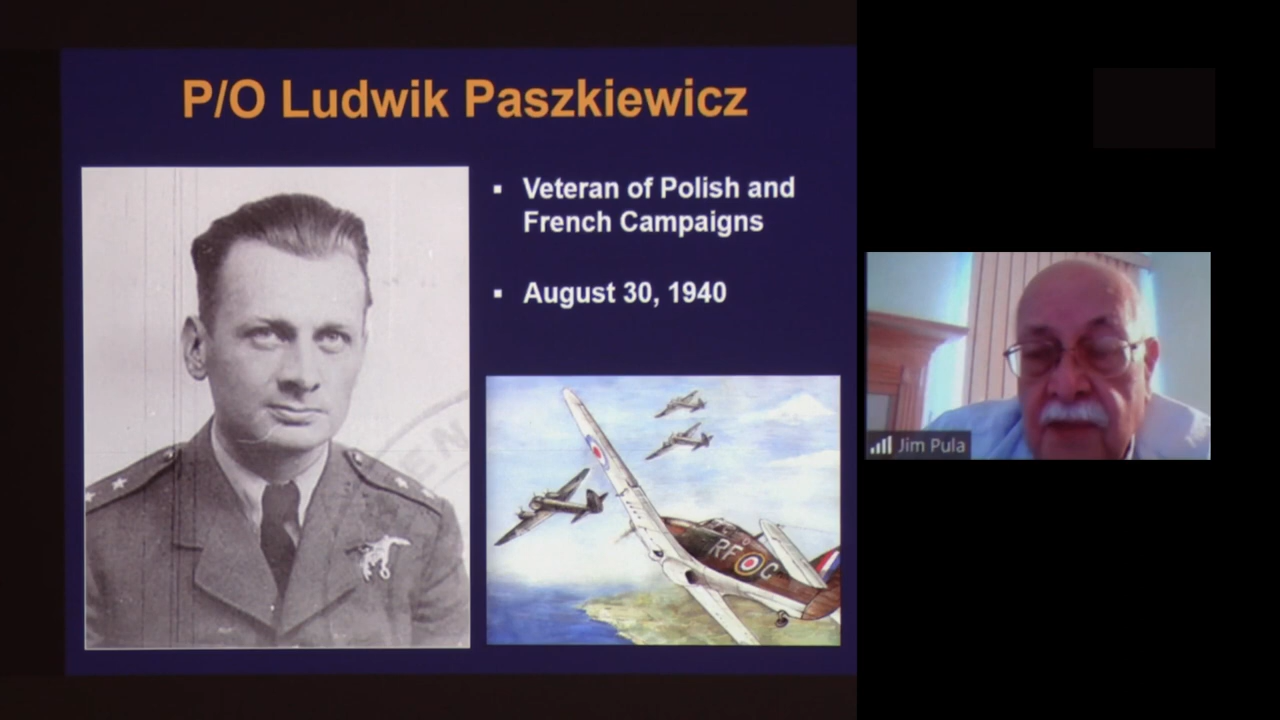 P/O Ludwik Paszkiewicz
▪ Veteran of Polish and
French Campaigns
▪ August 30, 1940
RF C
Jim Pula